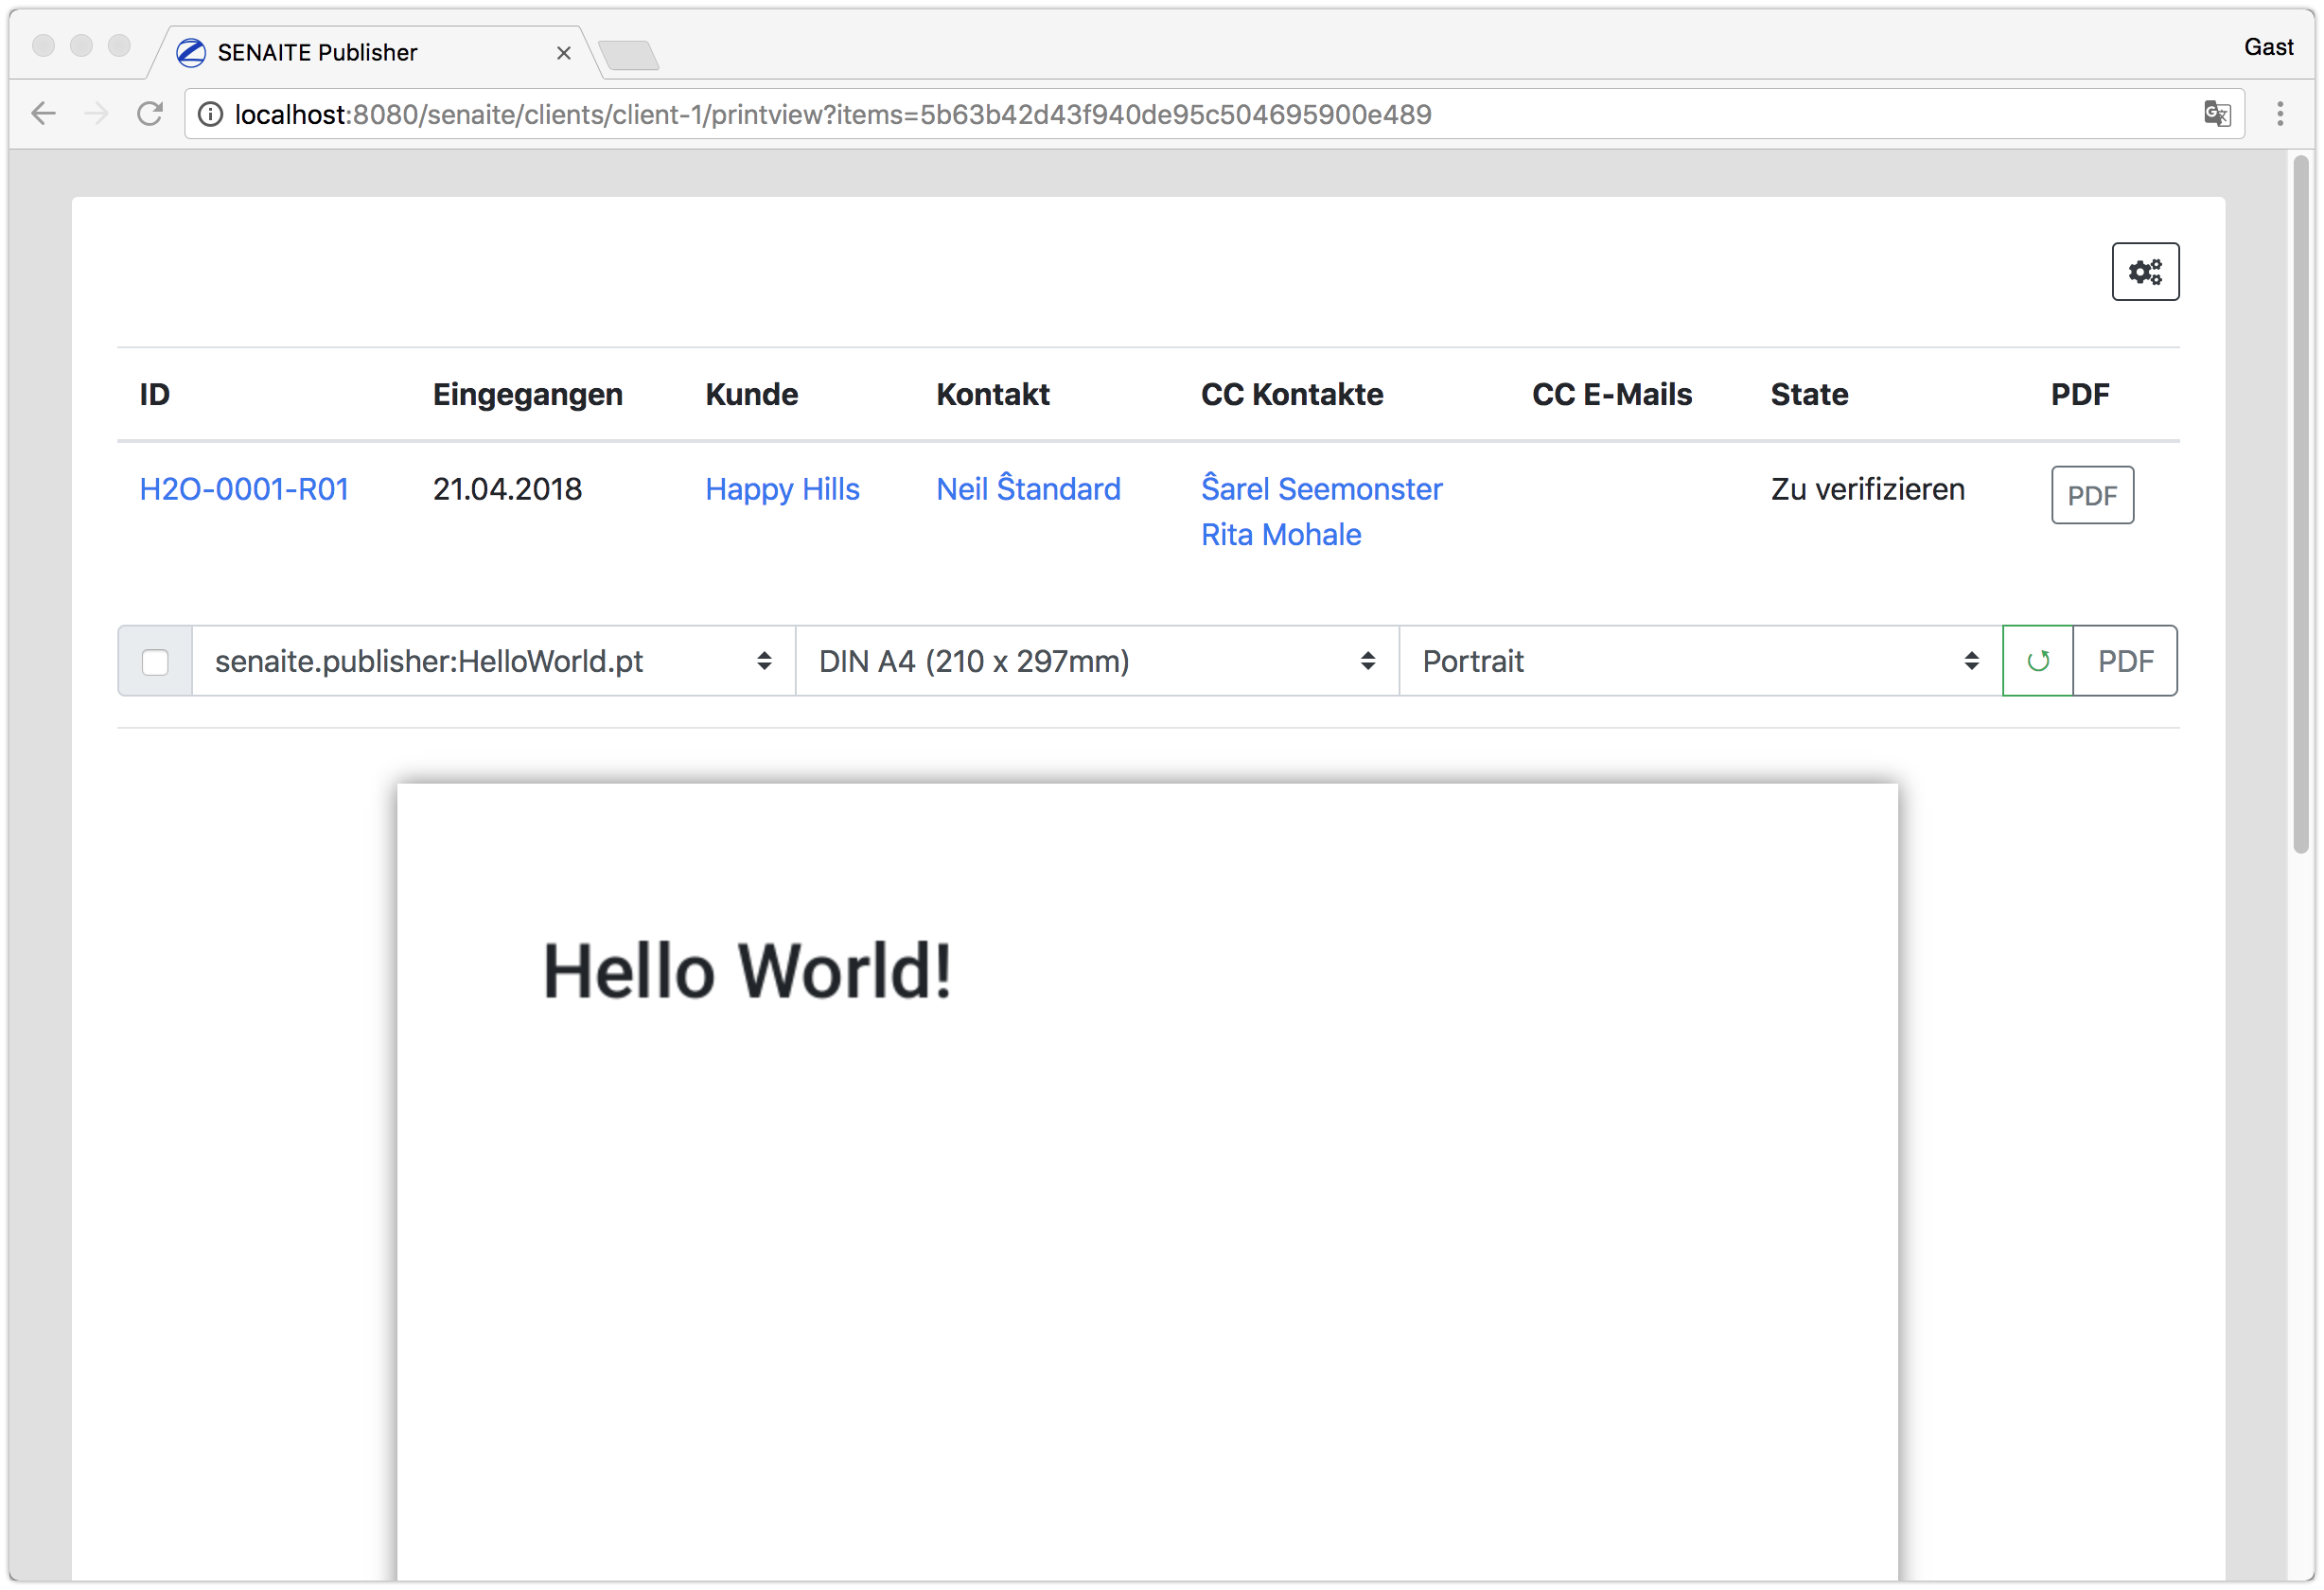 SENAITE Publisher
Gast
localhost:8080/senaite/clients/client-1/printview?items=5b63b42d43f940de95c504695900e489
ID Eingegangen Kunde Kontakt CC Kontakte CC E-Mails State PDF
H2O-0001-R01 21.04.2018 Happy Hills Neil Ŝtandard Ŝarel Seemonster Zu verifizieren PDF
Rita Mohale
senaite.publisher:HelloWorld.pt DIN A4 (210 x 297mm) Portrait PDF
Hello World!